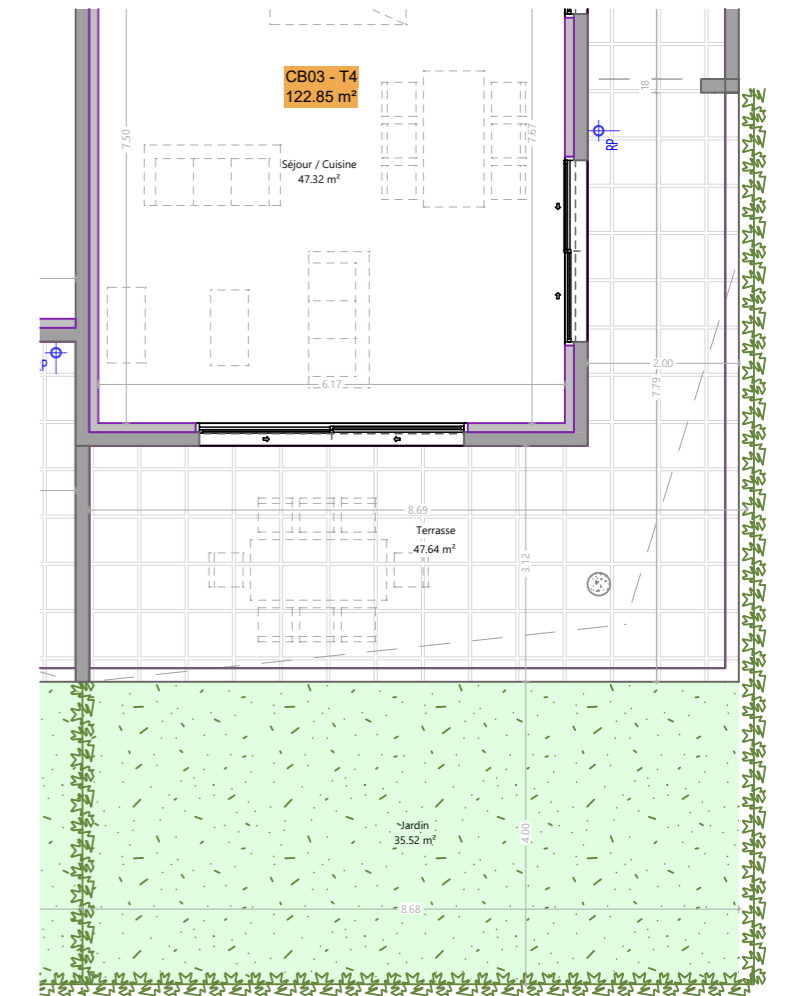 CB03 - T4
122.85 m²
18
7.50
7.67
RP
Séjour / Cuisine
47.32 m²
P
2.00
7.79
6.17
8.69
Terrasse
47.64 m²
3.12
Jardin
35.52 m²
4.00
8.68